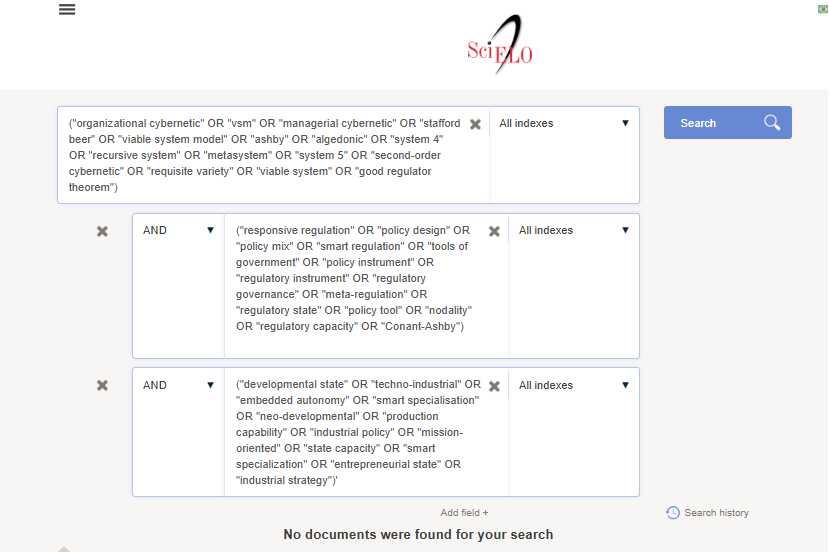 SciELO
("organizational cybernetic" OR "vsm" OR "managerial cybernetic" OR "stafford
beer" OR "viable system model" OR "ashby" OR "algedonic" OR "system 4"
OR "recursive system" OR "metasystem" OR "system 5" OR "second-order
cybernetic" OR "requisite variety" OR "viable system" OR "good regulator
theorem")
All indexes
Search
AND
("responsive regulation" OR "policy design" OR
"policy mix" OR "smart regulation" OR "tools of
government" OR "policy instrument" OR
"regulatory instrument" OR "regulatory
governance" OR "meta-regulation" OR
"regulatory state" OR "policy tool" OR "nodality"
OR "regulatory capacity" OR "Conant-Ashby")
All indexes
AND
("developmental state" OR "techno-industrial" OR
"embedded autonomy" OR "smart specialisation"
OR "neo-developmental" OR "production
capability" OR "industrial policy" OR "mission-
oriented" OR "state capacity" OR "smart
specialization" OR "entrepreneurial state" OR
"industrial strategy")'
All indexes
Add field +
Search history
No documents were found for your search